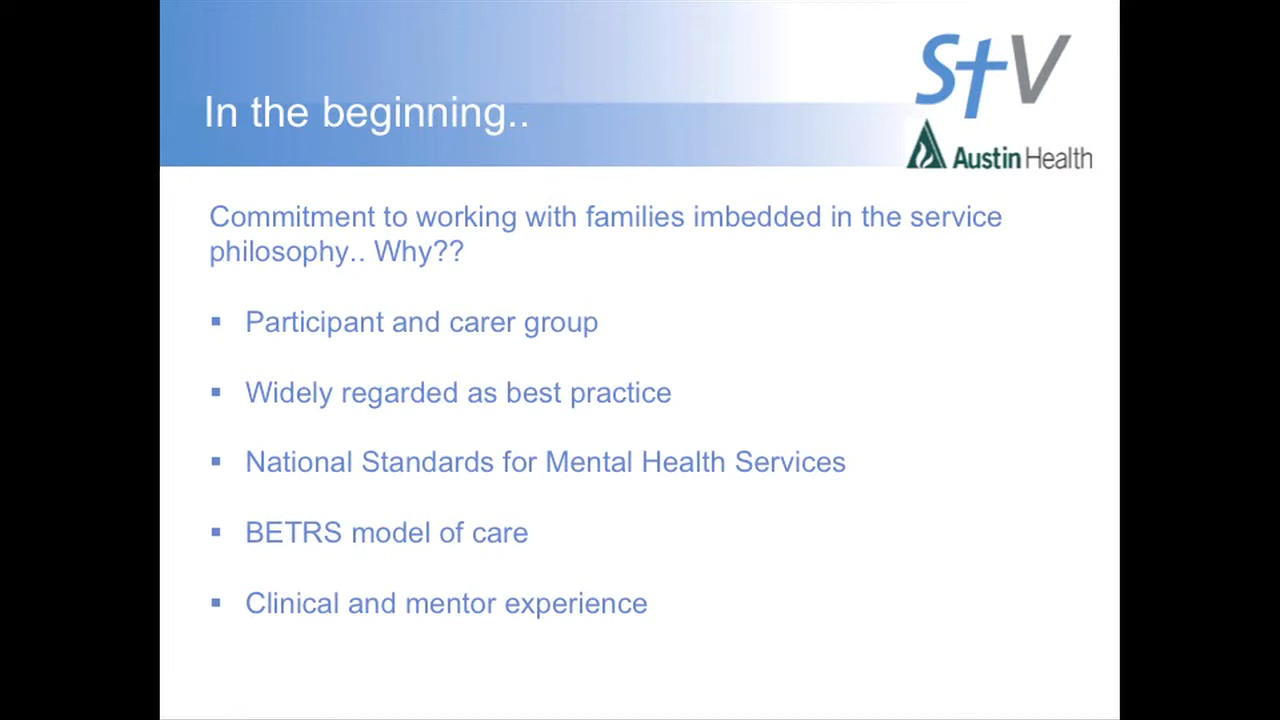 StV
In the beginning..
Austin Health
Commitment to working with families imbedded in the service
philosophy.. Why??
▪ Participant and carer group
▪ Widely regarded as best practice
▪ National Standards for Mental Health Services
▪ BETRS model of care
▪ Clinical and mentor experience